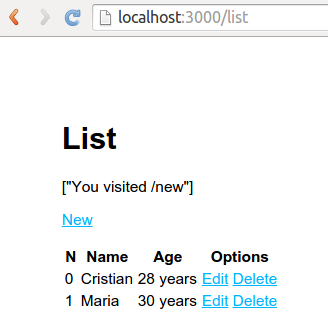 localhost:3000/list
List
["You visited /new"]
New
N Name Age Options
0 Cristian 28 years Edit Delete
1 Maria 30 years Edit Delete